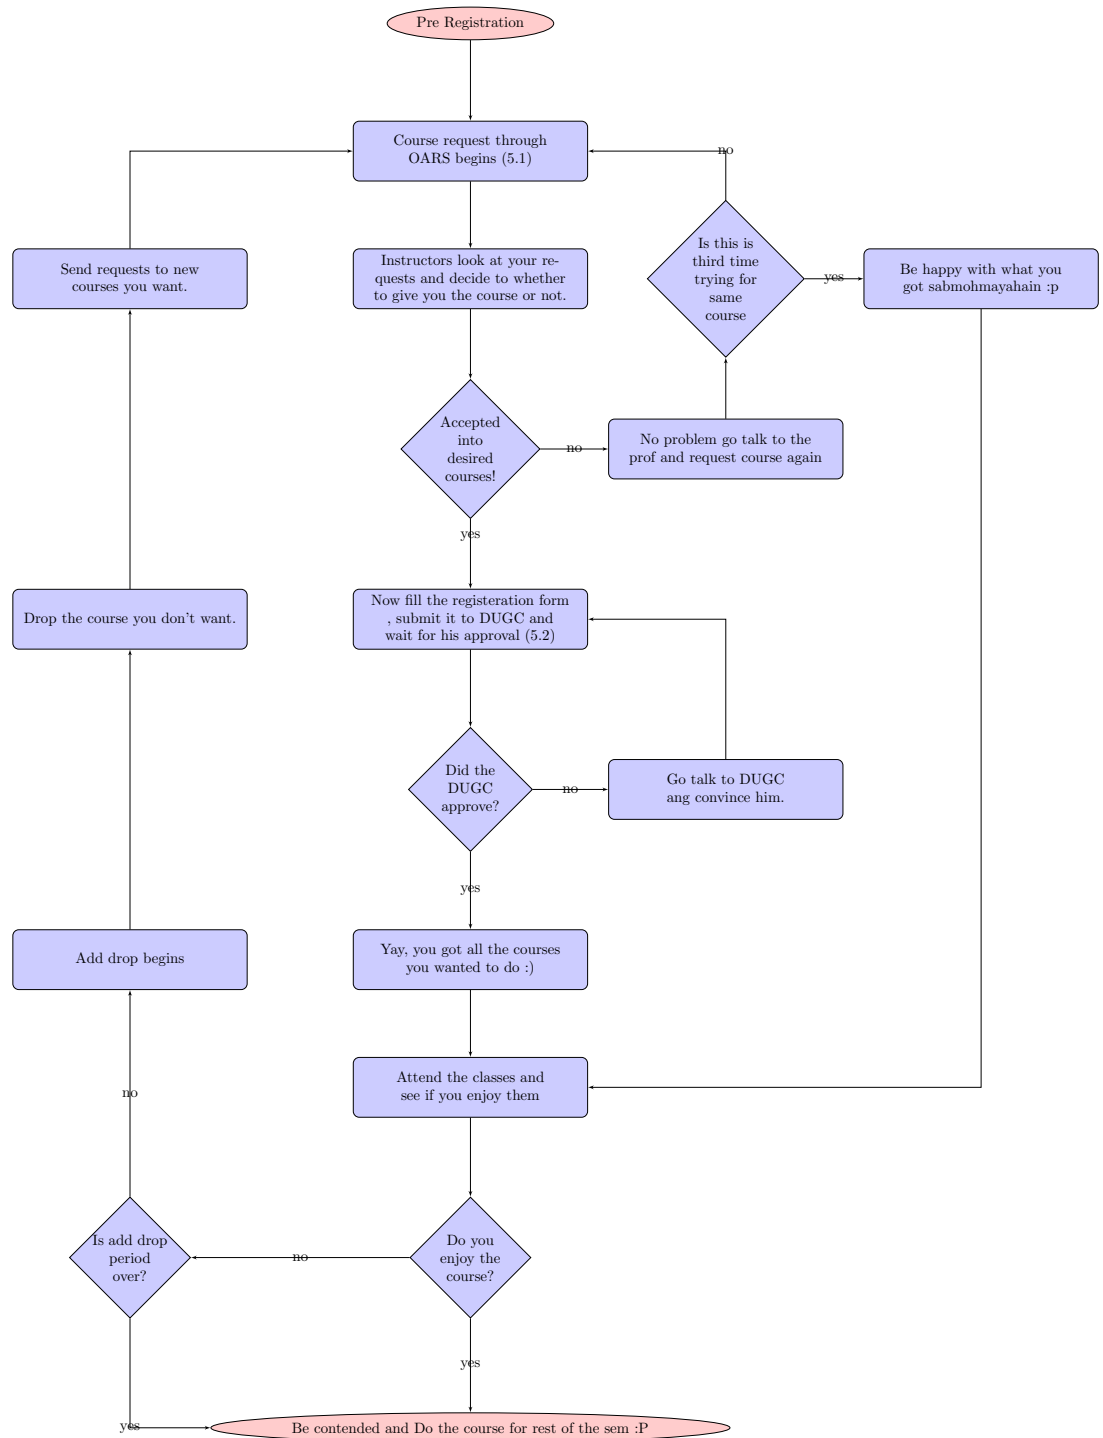 Pre Registration
Course request through
OARS begins (5.1)
no
Send requests to new
courses you want.
Instructors look at your re-
quests and decide to whether
to give you the course or not.
Is this is
third time
trying for
same
course
yes
Be happy with what you
got sabmohmayahain :p
Accepted
into
desired
courses!
no
No problem go talk to the
prof and request course again
yes
Drop the course you don't want.
Now fill the registeration form
, submit it to DUGC and
wait for his approval (5.2)
Did the
DUGC
approve?
no
Go talk to DUGC
ang convince him.
yes
Add drop begins
Yay, you got all the courses
you wanted to do :)
Attend the classes and
see if you enjoy them
no
Is add drop
period
over?
no
Do you
enjoy the
course?
yes
yes
Be contended and Do the course for rest of the sem :P